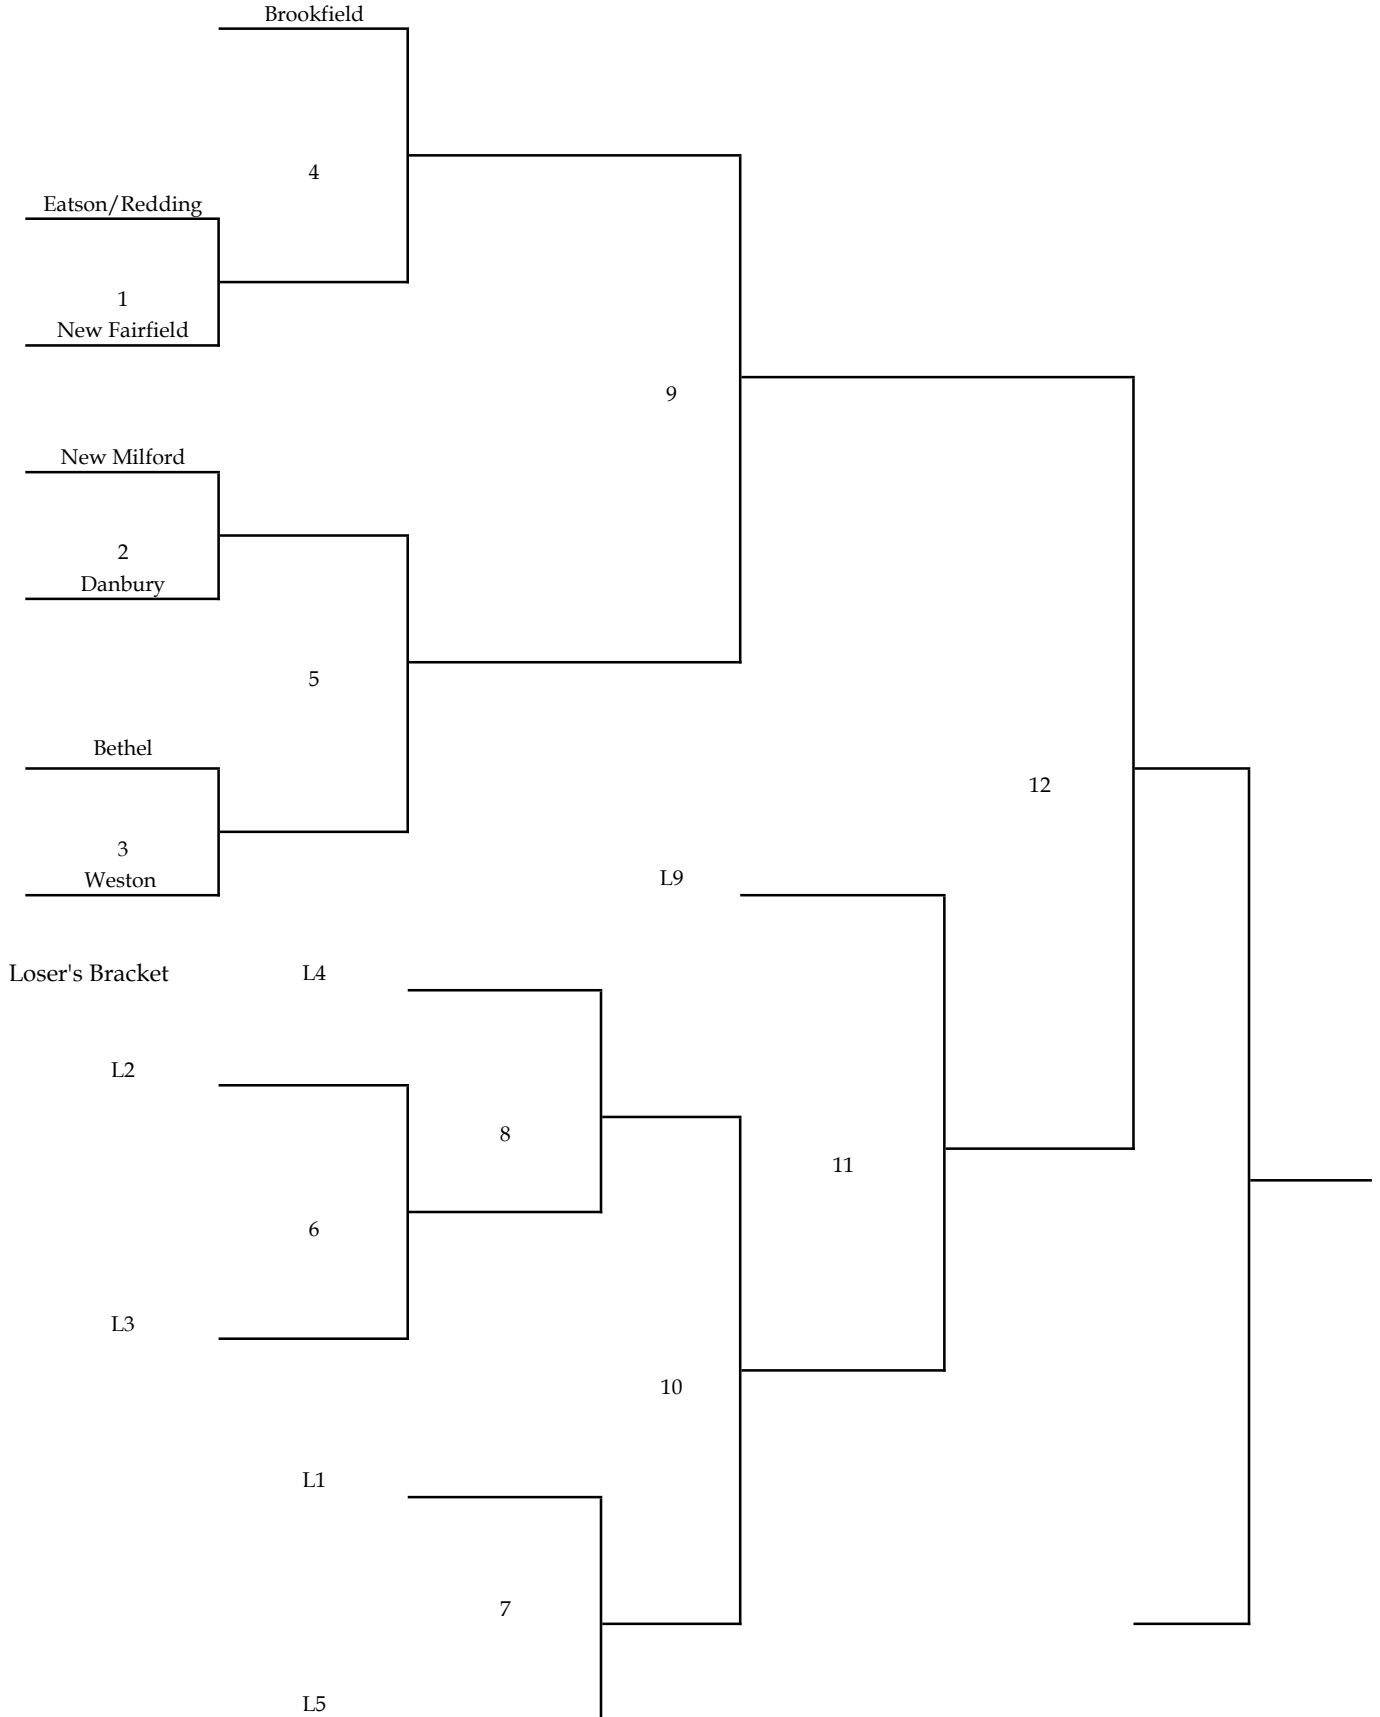 Brookfield
4
Eatson/Redding
1
New Fairfield
9
New Milford
2
Danbury
5
Bethel
12
3
Weston
L9
Loser's Bracket
L4
L2
8
11
6
L3
10
L1
7
L5